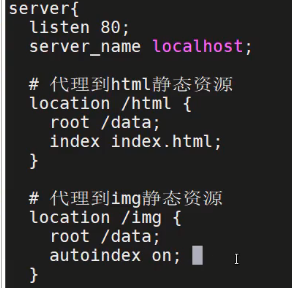 server{
  listen 80;
  server_name localhost;

  # 代理到html静态资源
  location /html {
    root /data;
    index index.html;
  }

  # 代理到img静态资源
  location /img {
    root /data;
    autoindex on;
  }